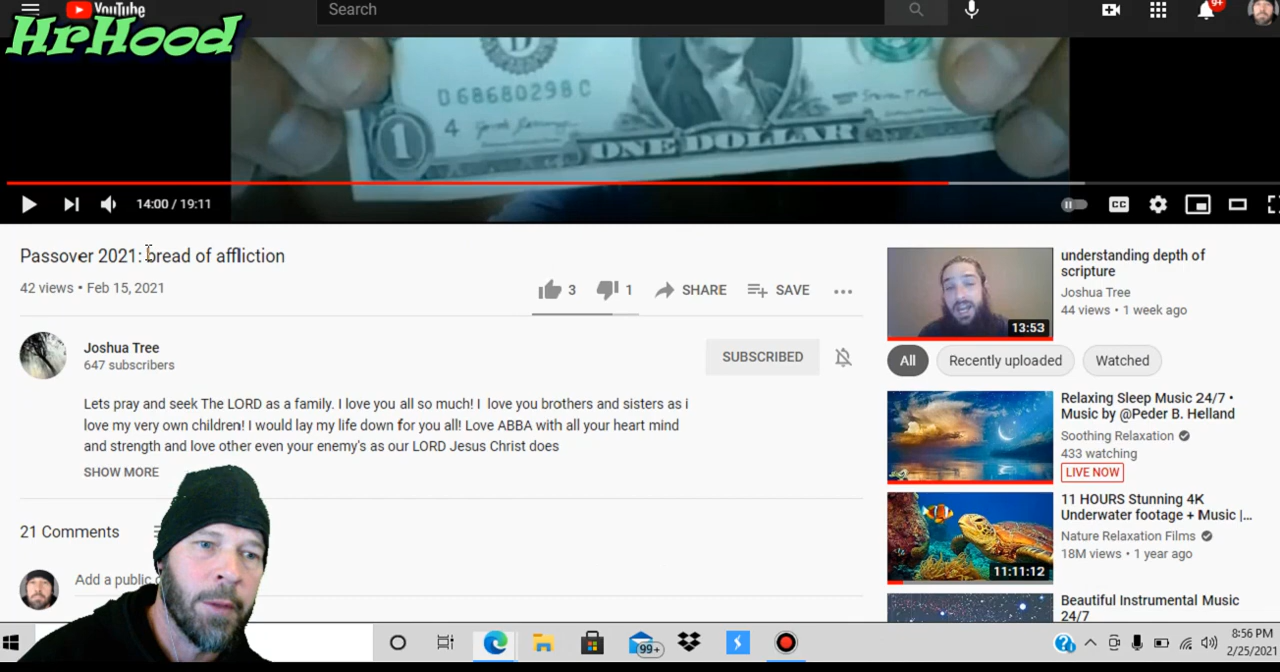 YouTube
Search
9+
HrHood
D 68680298 C
1
4
ONE DOLLAR
14:00 / 19:11
CC
Passover 2021: bread of affliction
42 views • Feb 15, 2021
3 1 SHARE SAVE ...
Joshua Tree
647 subscribers
SUBSCRIBED
Lets pray and seek The LORD as a family. I love you all so much! I love you brothers and sisters as i
love my very own children! I would lay my life down for you all! Love ABBA with all your heart mind
and strength and love other even your enemy's as our LORD Jesus Christ does
SHOW MORE
21 Comments
Add a public
understanding depth of
scripture
Joshua Tree
44 views • 1 week ago
13:53
All Recently uploaded Watched
Relaxing Sleep Music 24/7 •
Music by @Peder B. Helland
Soothing Relaxation
433 watching
LIVE NOW
11 HOURS Stunning 4K
Underwater footage + Music |...
Nature Relaxation Films
18M views • 1 year ago
11:11:12
Beautiful Instrumental Music
24/7
99+
8:56 PM
2/25/2021